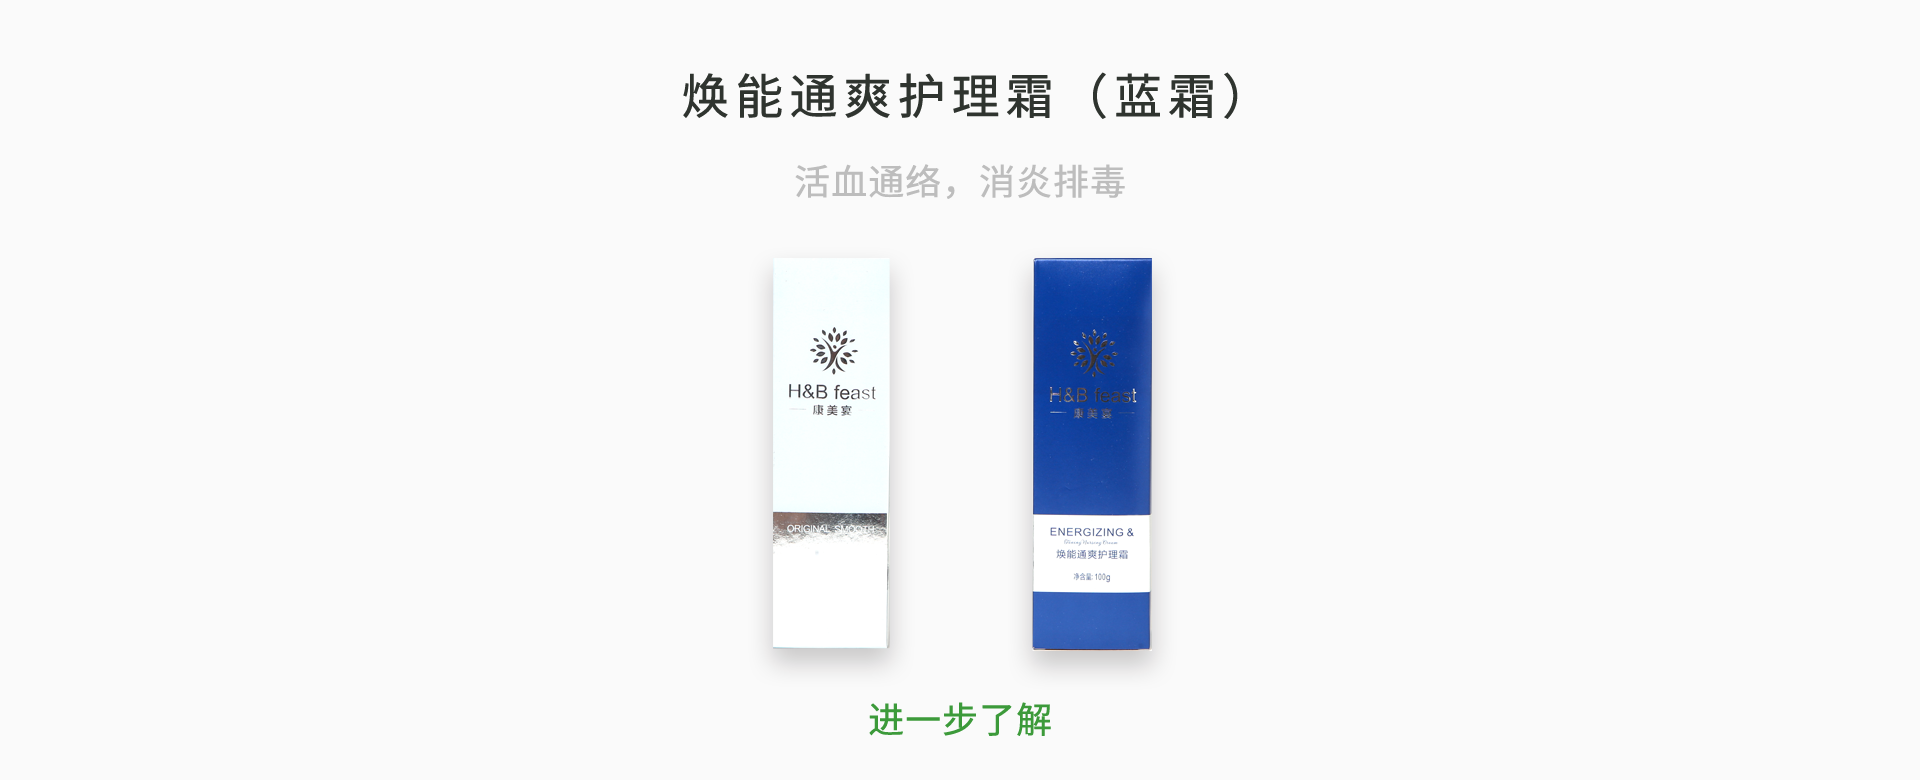 焕能通爽护理霜（蓝霜）
活血通络，消炎排毒
H&B feast
康美宴
ORIGINAL SMOOTH
H&B feast
康美宴
ENERGIZING &
焕能通爽护理霜
净含量: 100g
进一步了解